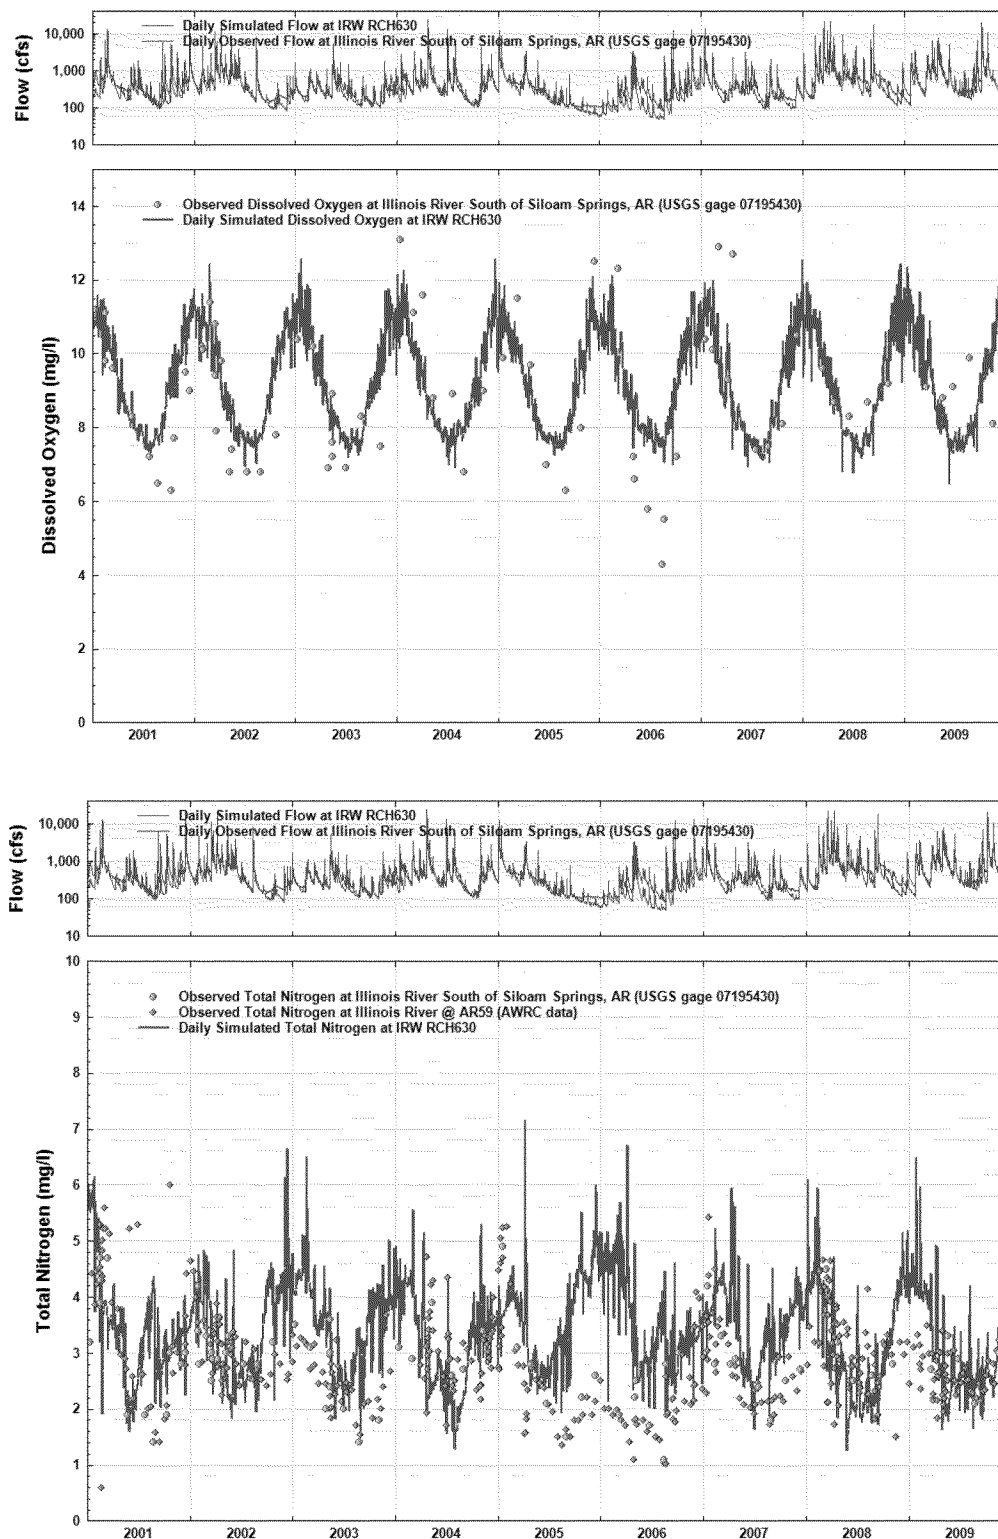 Flow (cfs)
10,000
1,000
100
10
Daily Simulated Flow at IRW RCH630
Daily Observed Flow at Illinois River South of Siloam Springs, AR (USGS gage 07195430)
Dissolved Oxygen (mg/l)
14
12
10
8
6
4
2
0
Observed Dissolved Oxygen at Illinois River South of Siloam Springs, AR (USGS gage 07195430)
Daily Simulated Dissolved Oxygen at IRW RCH630
2001 2002 2003 2004 2005 2006 2007 2008 2009
Flow (cfs)
10,000
1,000
100
10
Daily Simulated Flow at IRW RCH630
Daily Observed Flow at Illinois River South of Siloam Springs, AR (USGS gage 07195430)
Total Nitrogen (mg/l)
10
9
8
7
6
5
4
3
2
1
0
Observed Total Nitrogen at Illinois River South of Siloam Springs, AR (USGS gage 07195430)
Observed Total Nitrogen at Illinois River @ AR59 (AWRC data)
Daily Simulated Total Nitrogen at IRW RCH630
2001 2002 2003 2004 2005 2006 2007 2008 2009